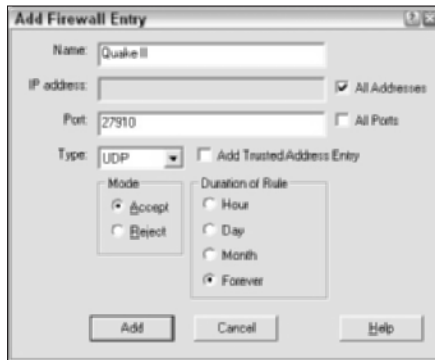 Add Firewall Entry
Name: Quake II
IP address: All Addresses
Port: 27910 All Ports
Type: UDP Add Trusted Address Entry
Mode Duration of Rule
Accept Hour
Reject Day
Month
Forever
Add Cancel Help